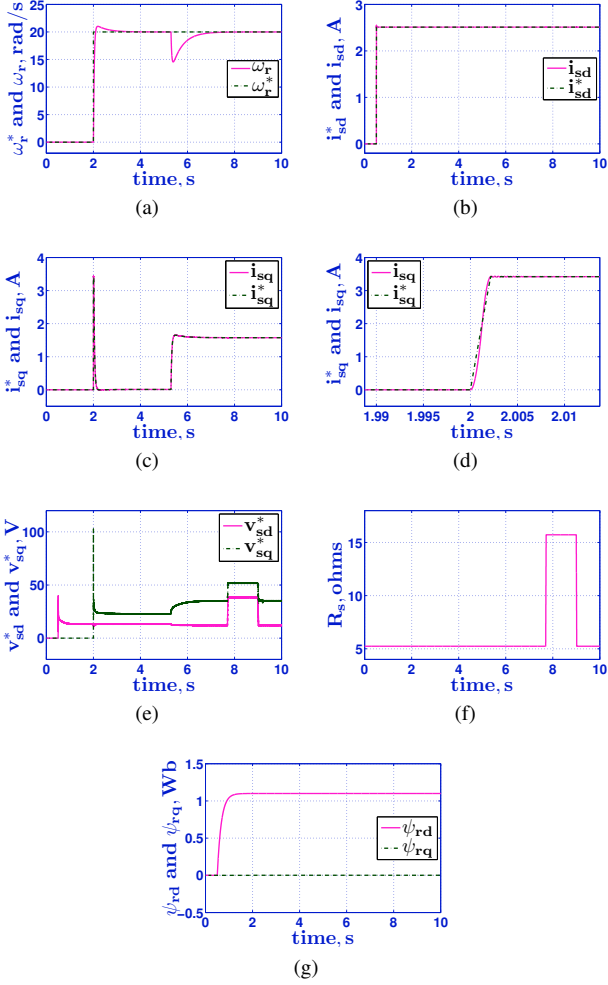 ω*r and ωr, rad/s
25
20
15
10
5
0
ωr
ω*r
0 2 4 6 8 10
time, s
(a)
i*sd and isd, A
3
2
1
0
isd
i*sd
0 2 4 6 8 10
time, s
(b)
i*sq and isq, A
4
3
2
1
0
isq
i*sq
0 2 4 6 8 10
time, s
(c)
i*sq and isq, A
4
3
2
1
0
isq
i*sq
1.99 1.995 2 2.005 2.01
time, s
(d)
v*sd and v*sq, V
100
50
0
v*sd
v*sq
0 2 4 6 8 10
time, s
(e)
Rs, ohms
15
10
5
0 2 4 6 8 10
time, s
(f)
ψrd and ψrq, Wb
1.5
1
0.5
0
−0.5
ψrd
ψrq
0 2 4 6 8 10
time, s
(g)